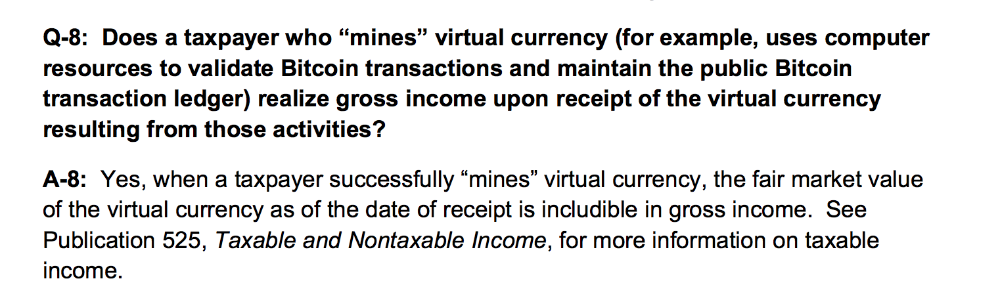 Q-8:  Does a taxpayer who “mines” virtual currency (for example, uses computer
resources to validate Bitcoin transactions and maintain the public Bitcoin
transaction ledger) realize gross income upon receipt of the virtual currency
resulting from those activities?
A-8:  Yes, when a taxpayer successfully “mines” virtual currency, the fair market value
of the virtual currency as of the date of receipt is includible in gross income.  See
Publication 525, Taxable and Nontaxable Income, for more information on taxable
income.